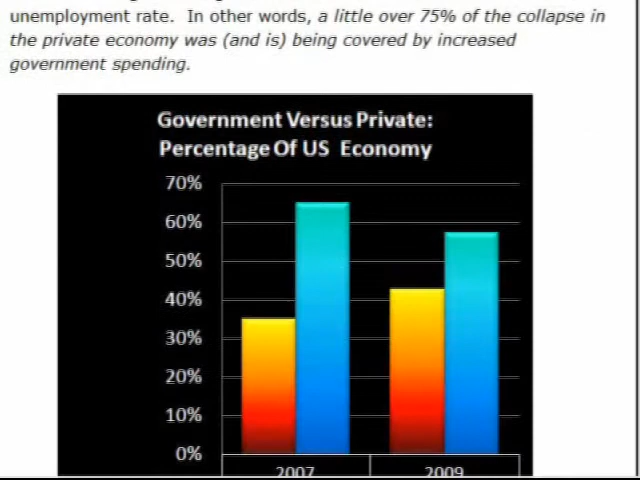 unemployment rate. In other words, a little over 75% of the collapse in
the private economy was (and is) being covered by increased
government spending.
Government Versus Private:
Percentage Of US Economy
70%
60%
50%
40%
30%
20%
10%
0%
2007
2009